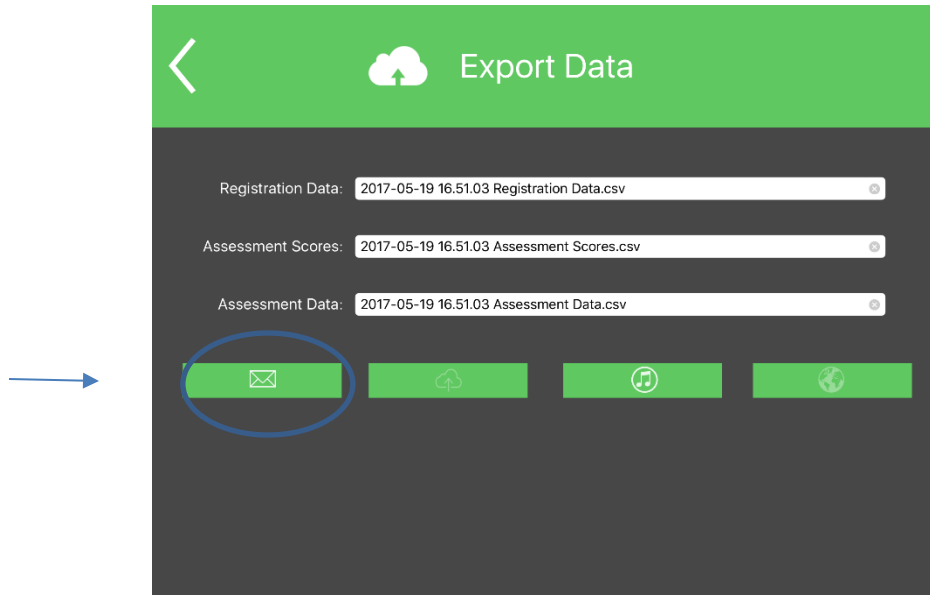 Export Data
Registration Data: 2017-05-19 16.51.03 Registration Data.csv
Assessment Scores: 2017-05-19 16.51.03 Assessment Scores.csv
Assessment Data: 2017-05-19 16.51.03 Assessment Data.csv